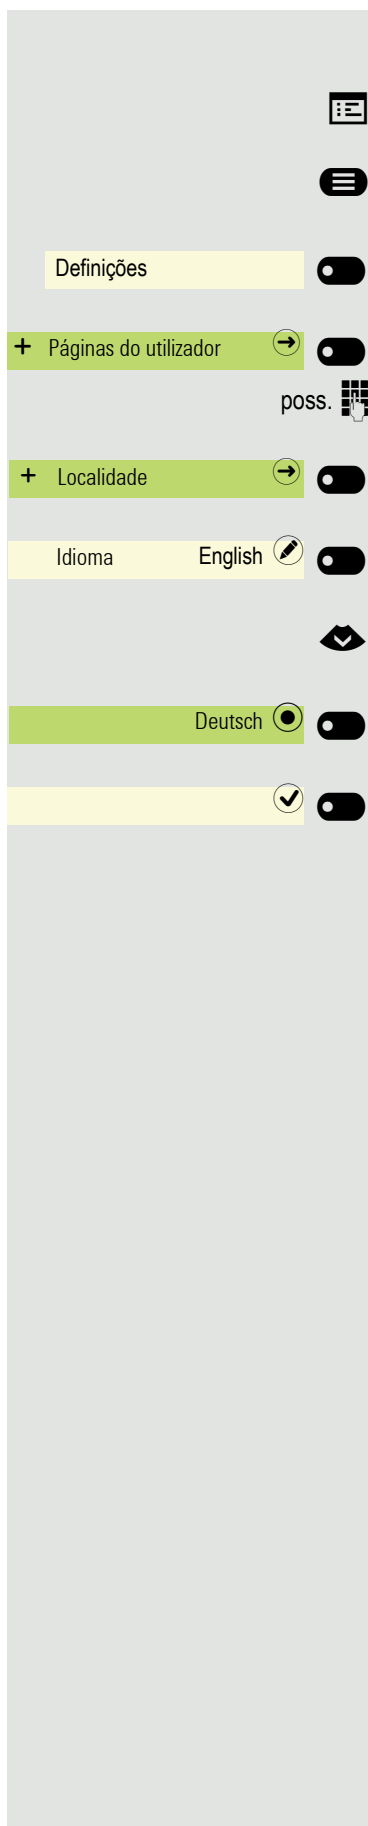 Definições
+ Páginas do utilizador
poss.
+ Localidade
Idioma English
Deutsch